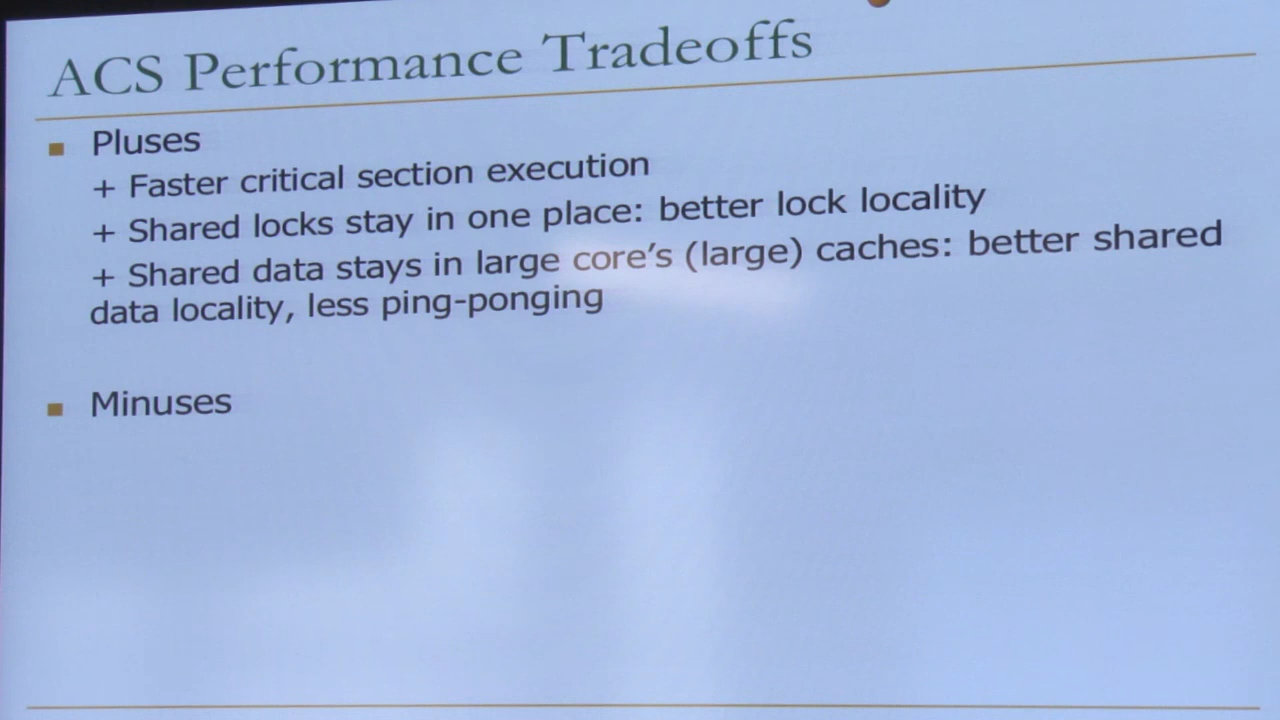 ACS Performance Tradeoffs
Pluses
+ Faster critical section execution
+ Shared locks stay in one place: better lock locality
+ Shared data stays in large core's (large) caches: better shared
data locality, less ping-ponging
Minuses